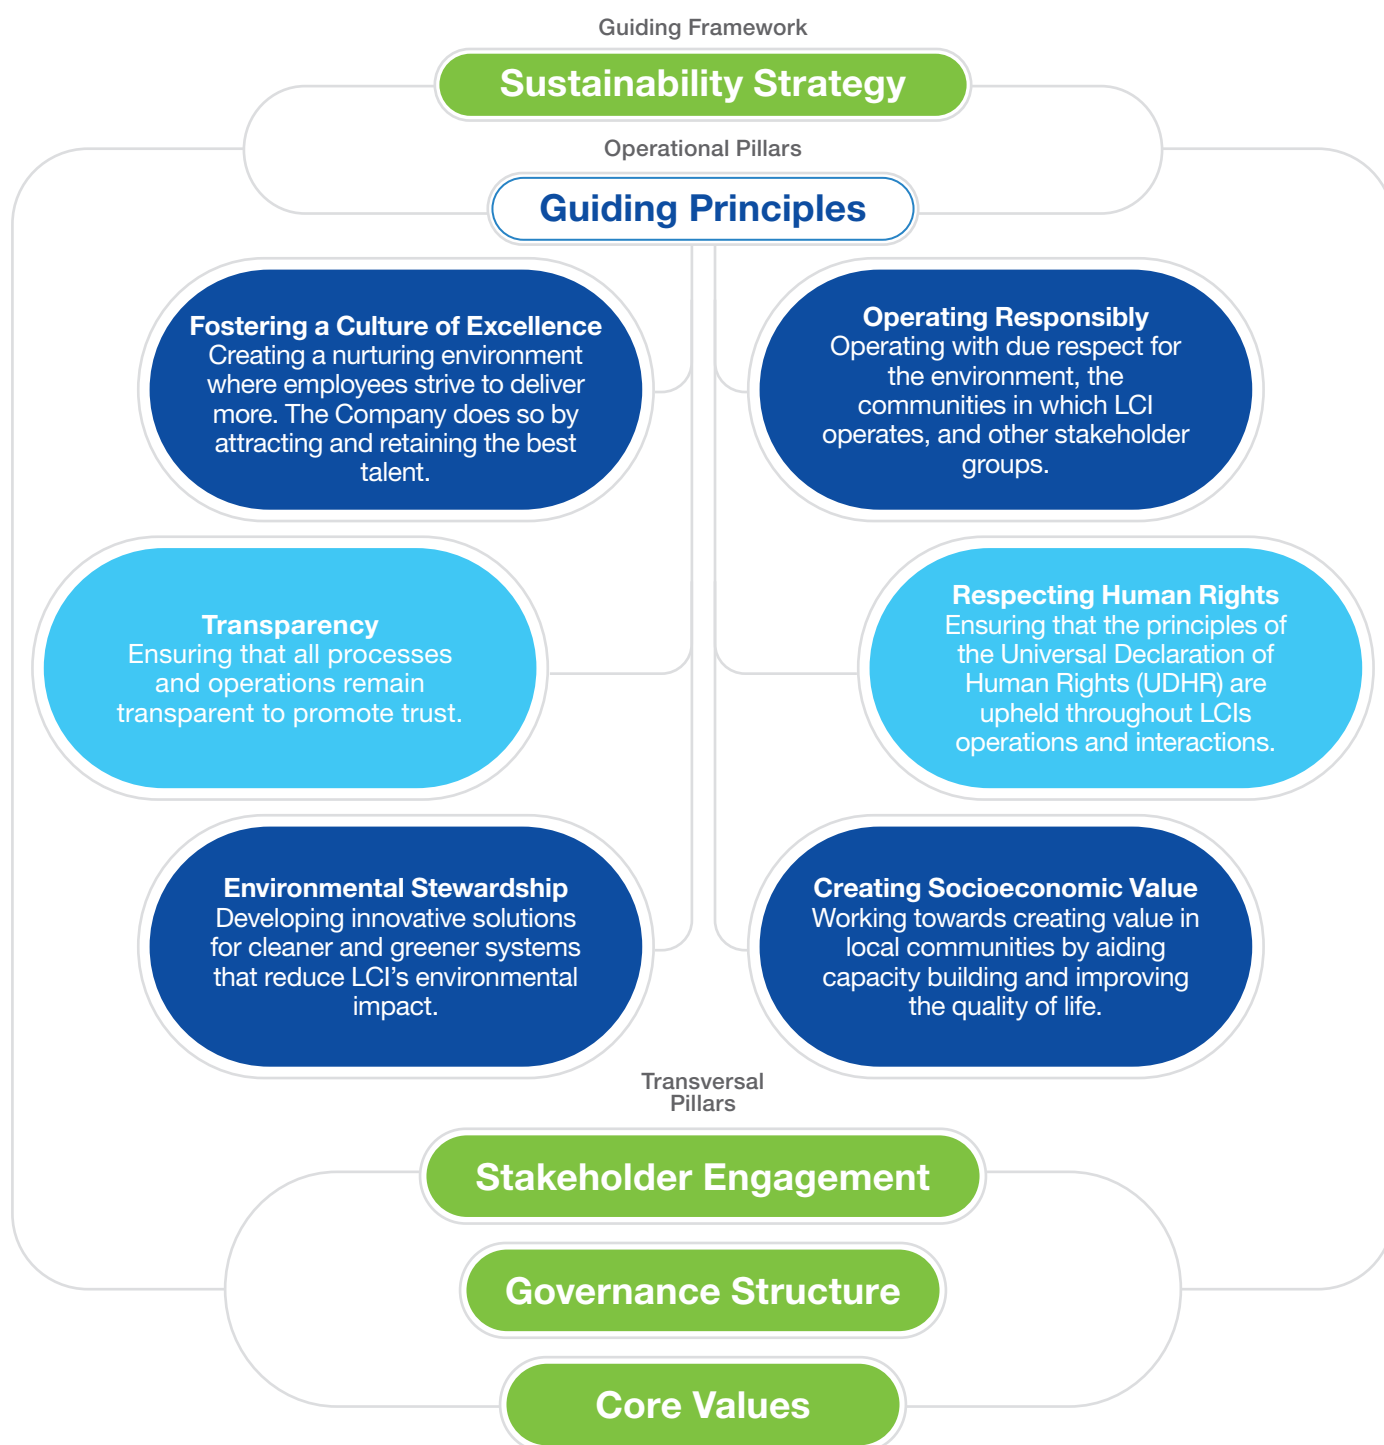 Guiding Framework
Sustainability Strategy
Operational Pillars
Guiding Principles
Fostering a Culture of Excellence
Creating a nurturing environment
where employees strive to deliver
more. The Company does so by
attracting and retaining the best
talent.
Operating Responsibly
Operating with due respect for
the environment, the
communities in which LCI
operates, and other stakeholder
groups.
Transparency
Ensuring that all processes
and operations remain
transparent to promote trust.
Respecting Human Rights
Ensuring that the principles of
the Universal Declaration of
Human Rights (UDHR) are
upheld throughout LCIs
operations and interactions.
Environmental Stewardship
Developing innovative solutions
for cleaner and greener systems
that reduce LCI's environmental
impact.
Creating Socioeconomic Value
Working towards creating value in
local communities by aiding
capacity building and improving
the quality of life.
Transversal
Pillars
Stakeholder Engagement
Governance Structure
Core Values